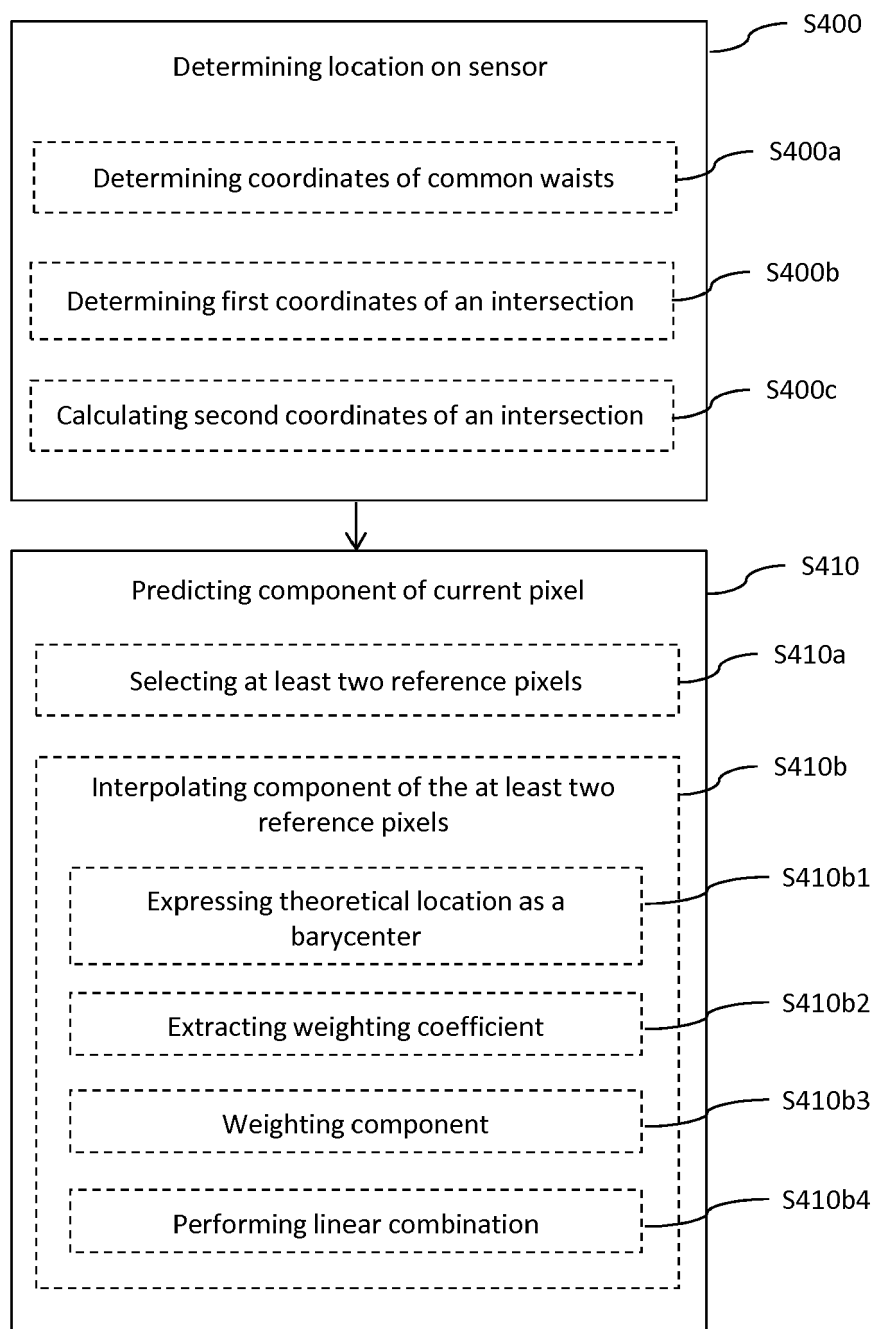 S400
Determining location on sensor
S400a
Determining coordinates of common waists
S400b
Determining first coordinates of an intersection
S400c
Calculating second coordinates of an intersection
S410
Predicting component of current pixel
S410a
Selecting at least two reference pixels
S410b
Interpolating component of the at least two
reference pixels
S410b1
Expressing theoretical location as a
barycenter
S410b2
Extracting weighting coefficient
S410b3
Weighting component
S410b4
Performing linear combination